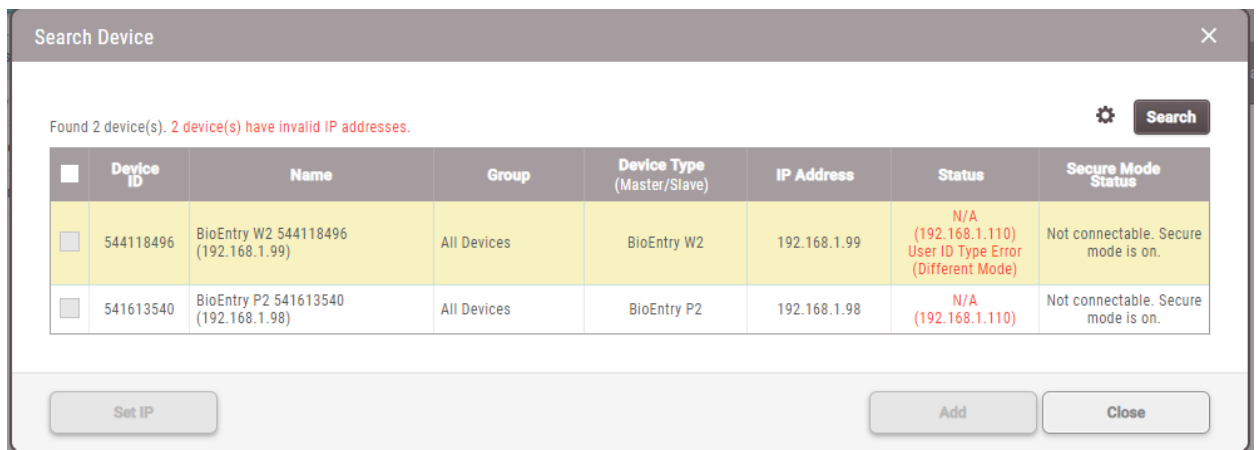 Search Device
Found 2 device(s). 2 device(s) have invalid IP addresses.
Search
Device
ID
Name
Group
Device Type
(Master/Slave)
IP Address
Status
Secure Mode
Status
544118496
BioEntry W2 544118496
(192.168.1.99)
All Devices
BioEntry W2
192.168.1.99
N/A
(192.168.1.110)
User ID Type Error
(Different Mode)
Not connectable. Secure
mode is on.
541613540
BioEntry P2 541613540
(192.168.1.98)
All Devices
BioEntry P2
192.168.1.98
N/A
(192.168.1.110)
Not connectable. Secure
mode is on.
Set IP
Add
Close